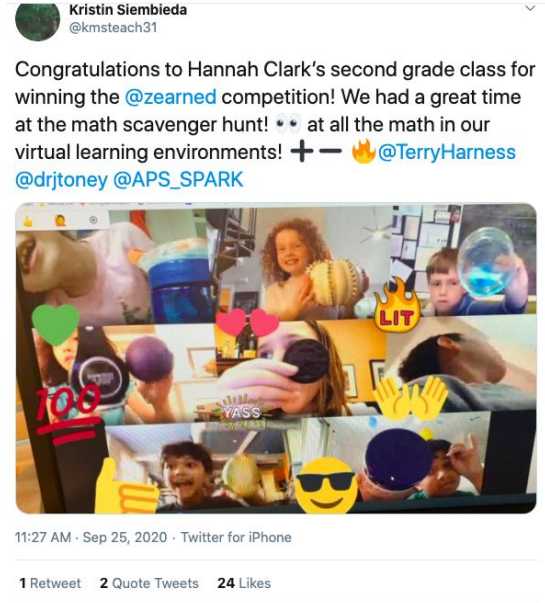 Kristin Siembieda
@kmsteach31
Congratulations to Hannah Clark's second grade class for
winning the @zearned competition! We had a great time
at the math scavenger hunt! 👀 at all the math in our
virtual learning environments! ➕➖ 🔥@TerryHarness
@drjtoney @APS_SPARK
LIT
100
YASS
11:27 AM · Sep 25, 2020 · Twitter for iPhone
1 Retweet 2 Quote Tweets 24 Likes